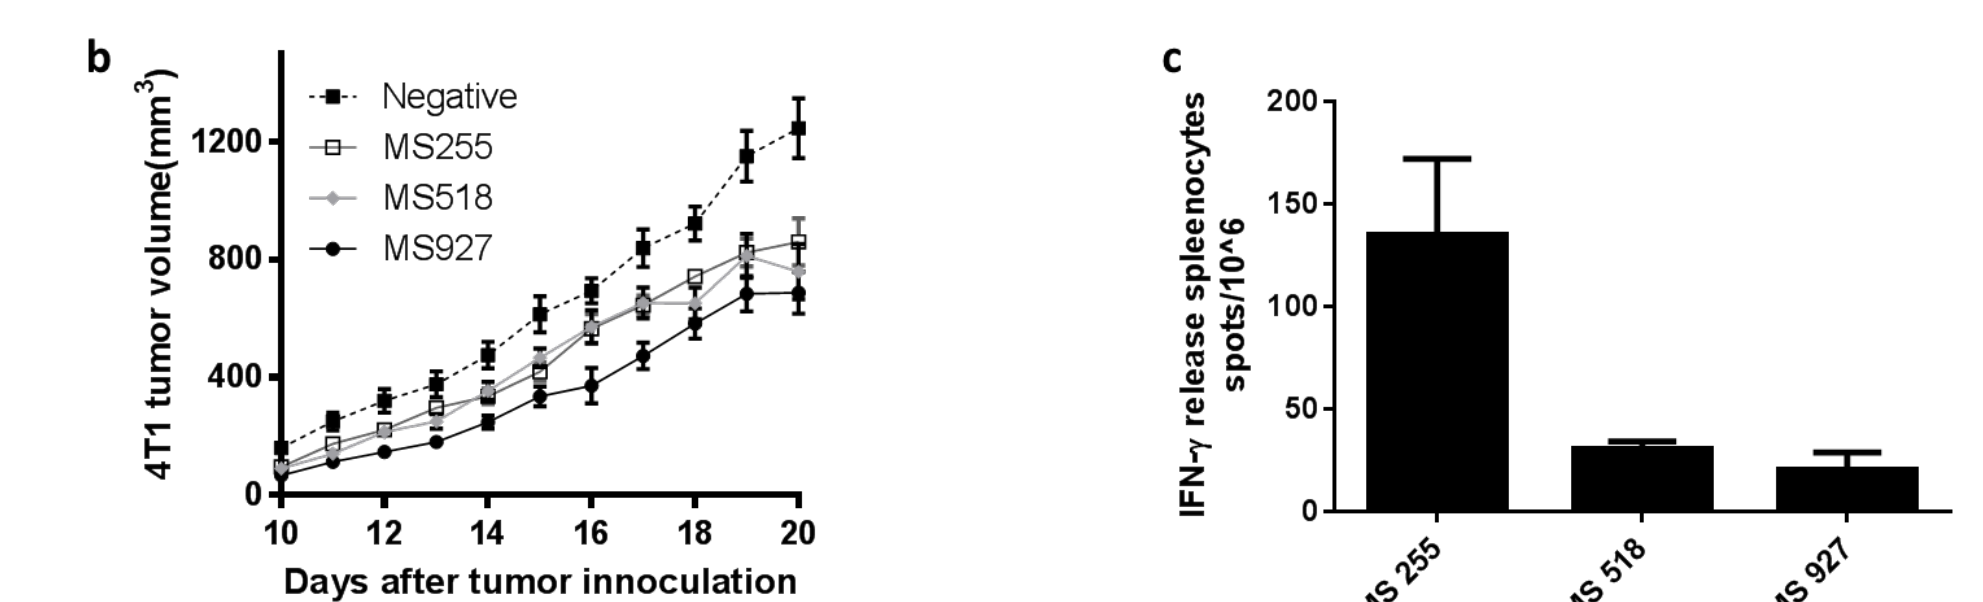 b
4T1 tumor volume(mm3)
1200
800
400
0
10 12 14 16 18 20
Days after tumor innoculation
Negative
MS255
MS518
MS927
c
IFN-γ release spleenocytes
spots/10^6
200
150
100
50
0
MS 255
MS 518
MS 927